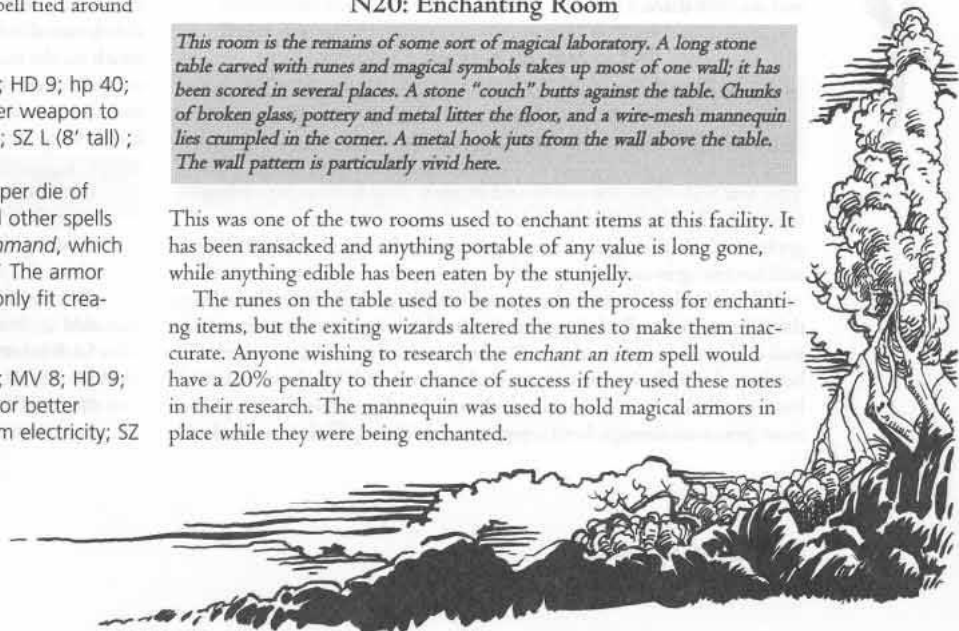 ell tied around
; HD 9; hp 40;
er weapon to
; SZ L (8' tall) ;
per die of
other spells
mmand, which
The armor
only fit crea-
; MV 8; HD 9;
or better
m electricity; SZ
N20: Enchanting Room
This room is the remains of some sort of magical laboratory. A long stone
table carved with runes and magical symbols takes up most of one wall; it has
been scored in several places. A stone "couch" butts against the table. Chunks
of broken glass, pottery and metal litter the floor, and a wire-mesh mannequin
lies crumpled in the corner. A metal hook juts from the wall above the table.
The wall pattern is particularly vivid here.
This was one of the two rooms used to enchant items at this facility. It
has been ransacked and anything portable of any value is long gone,
while anything edible has been eaten by the stunjelly.
The runes on the table used to be notes on the process for enchanti-
ng items, but the exiting wizards altered the runes to make them inac-
curate. Anyone wishing to research the enchant an item spell would
have a 20% penalty to their chance of success if they used these notes
in their research. The mannequin was used to hold magical armors in
place while they were being enchanted.